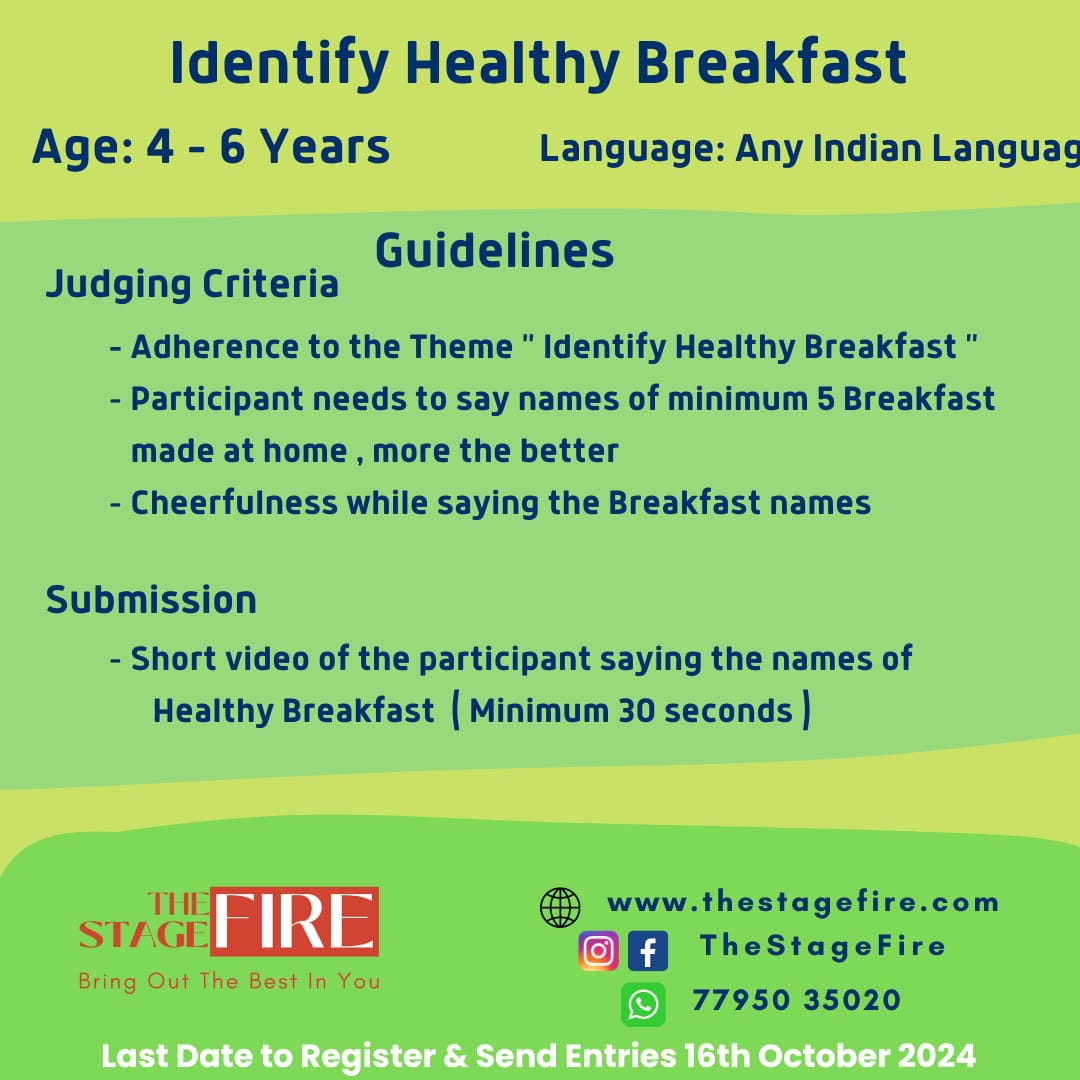 Identify Healthy Breakfast
Age: 4 - 6 Years
Language: Any Indian Languag
Guidelines
Judging Criteria
- Adherence to the Theme " Identify Healthy Breakfast "
- Participant needs to say names of minimum 5 Breakfast
made at home , more the better
- Cheerfulness while saying the Breakfast names
Submission
- Short video of the participant saying the names of
Healthy Breakfast ( Minimum 30 seconds )
THE
STAGE FIRE
Bring Out The Best In You
www.thestagefire.com
TheStageFire
77950 35020
Last Date to Register & Send Entries 16th October 2024